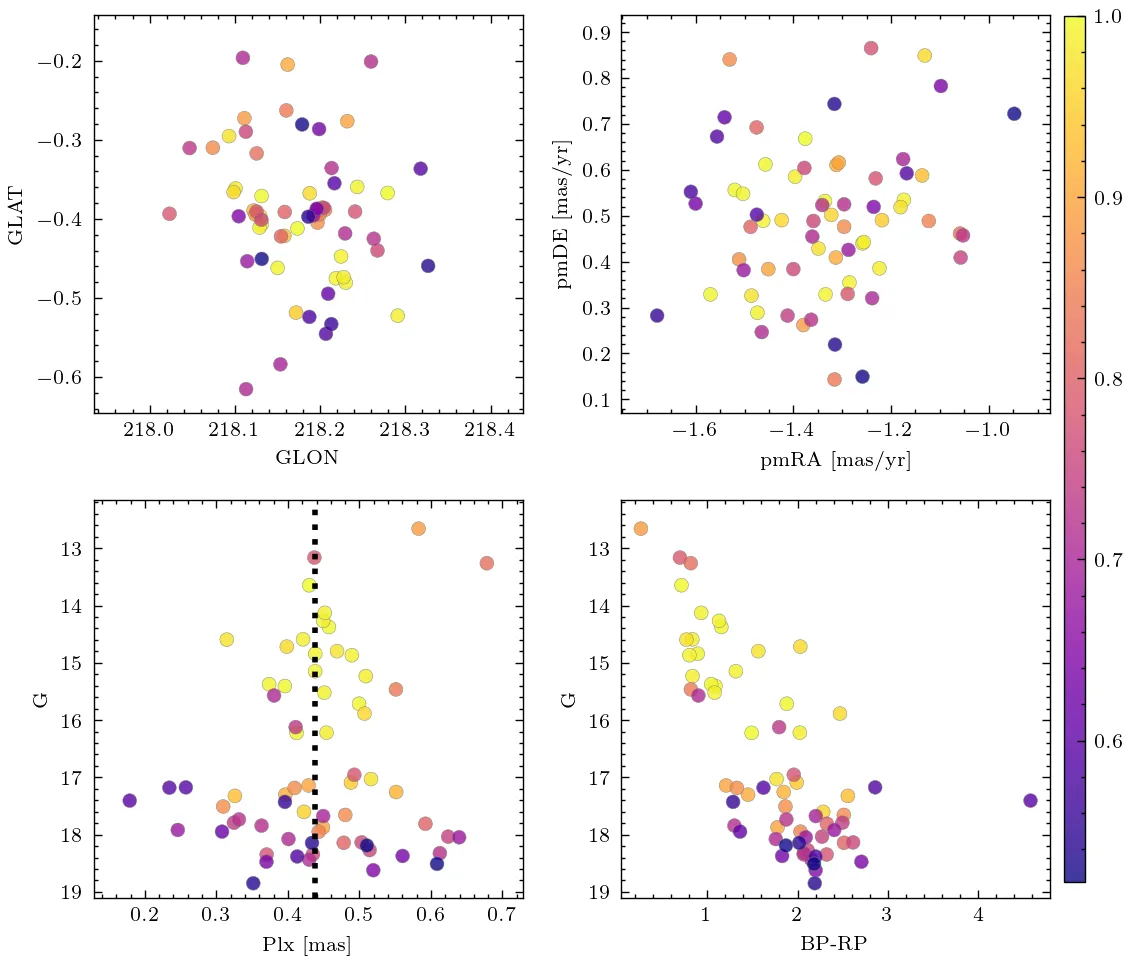 −0.2
−0.3
−0.4
−0.5
−0.6
GLAT
218.0 218.1 218.2 218.3 218.4
GLON
0.9
0.8
0.7
0.6
0.5
0.4
0.3
0.2
0.1
pmDE [mas/yr]
−1.6 −1.4 −1.2 −1.0
pmRA [mas/yr]
1.0
0.9
0.8
0.7
0.6
13
14
15
16
17
18
19
G
0.2 0.3 0.4 0.5 0.6 0.7
Plx [mas]
13
14
15
16
17
18
19
G
1 2 3 4
BP-RP